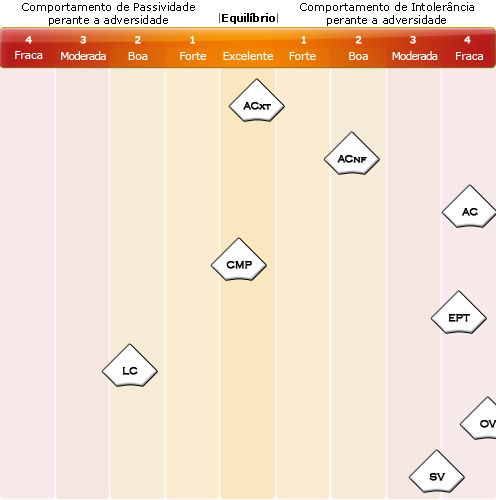 Comportamento de Passividade
perante a adversidade
|Equilíbrio|
Comportamento de Intolerância
perante a adversidade
4 3 2 1 1 2 3 4
Fraca Moderada Boa Forte Excelente Forte Boa Moderada Fraca
ACXT
ACNF
AC
CMP
EPT
LC
OV
SV